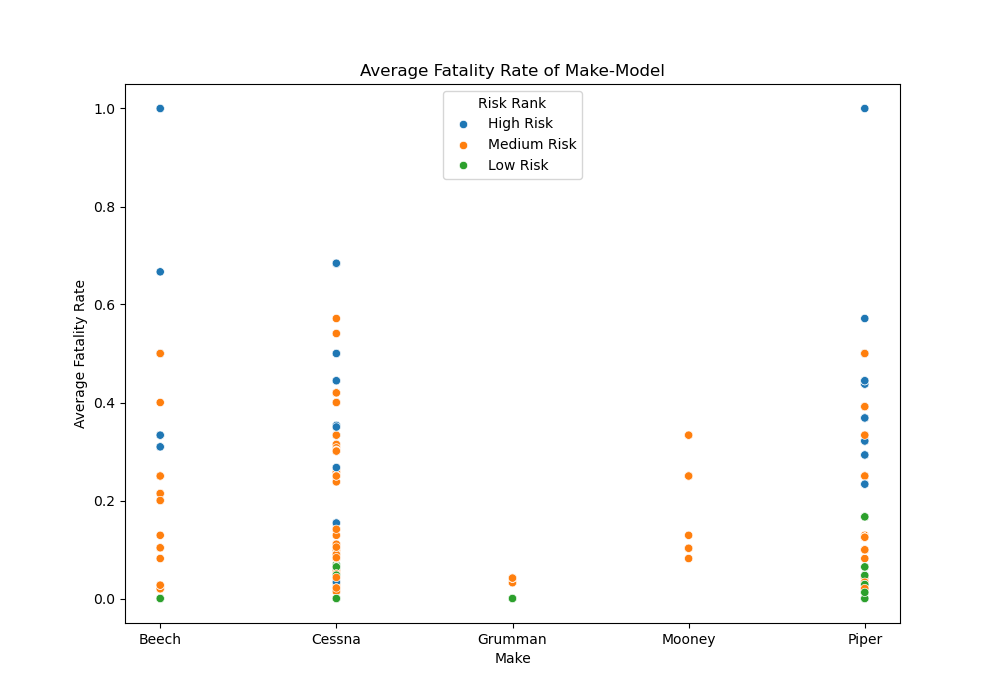 Average Fatality Rate of Make-Model
Risk Rank
High Risk
Medium Risk
Low Risk
Average Fatality Rate
1.0
0.8
0.6
0.4
0.2
0.0
Beech Cessna Grumman Mooney Piper
Make